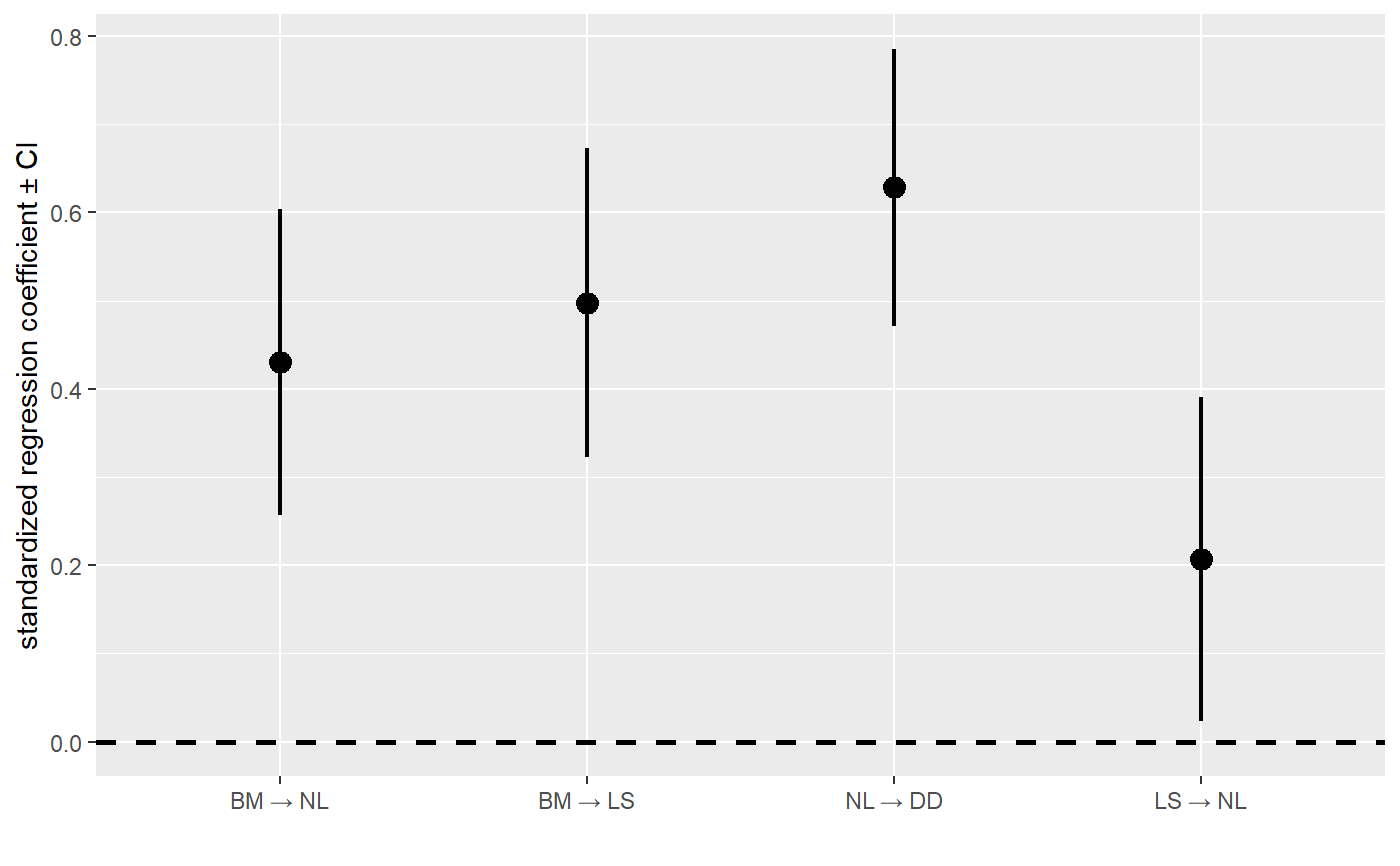 standardized regression coefficient ± CI
0.8
0.6
0.4
0.2
0.0
BM → NL
BM → LS
NL → DD
LS → NL